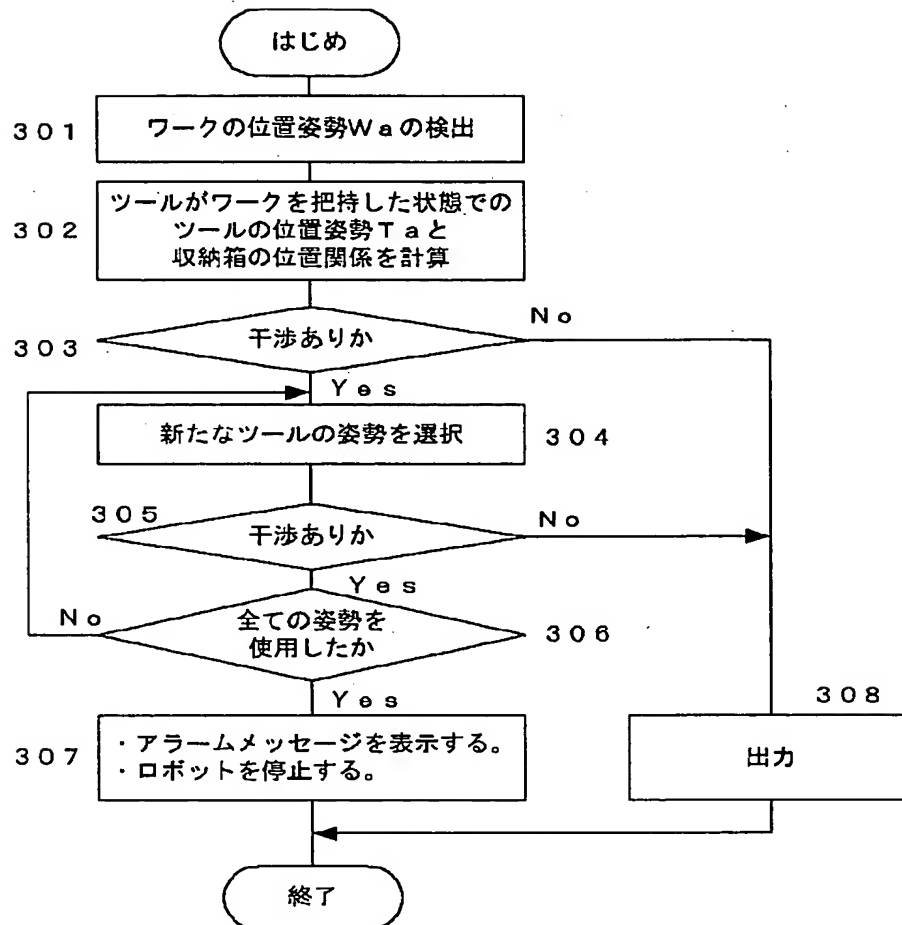 はじめ
301
ワークの位置姿勢Waの検出
302
ツールがワークを把持した状態での
ツールの位置姿勢Taと
収納箱の位置関係を計算
303
干渉ありか
No
Yes
新たなツールの姿勢を選択
304
305
干渉ありか
No
Yes
No
全ての姿勢を
使用したか
306
Yes
307
・アラームメッセージを表示する。
・ロボットを停止する。
308
出力
終了